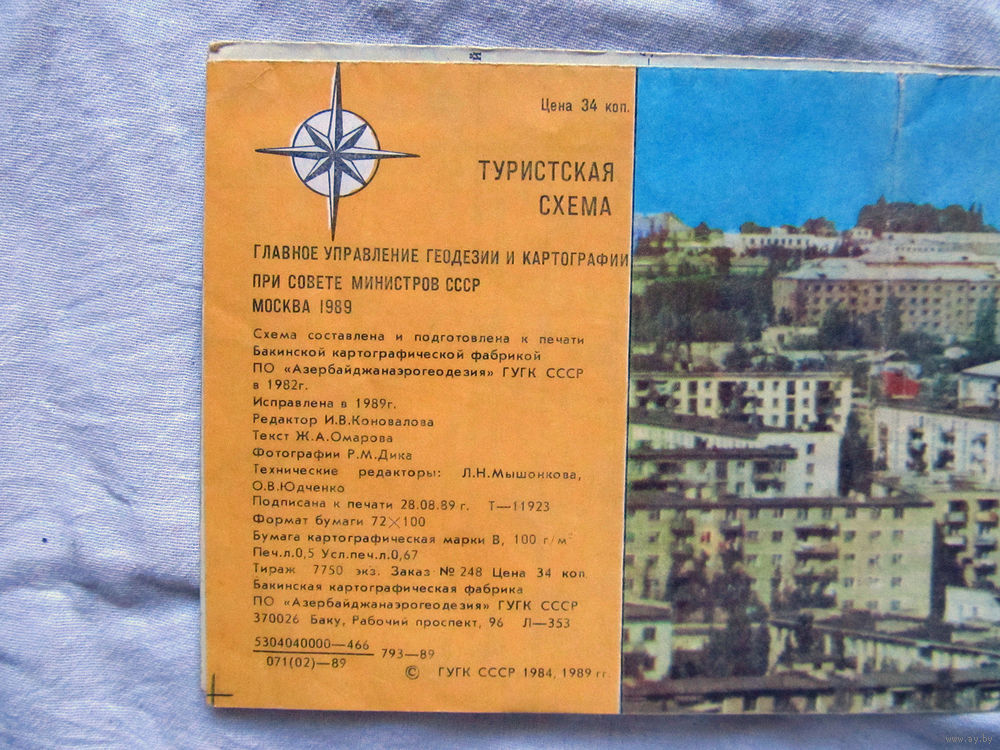 Цена 34 коп.
ТУРИСТСКАЯ
СХЕМА
ГЛАВНОЕ УПРАВЛЕНИЕ ГЕОДЕЗИИ И КАРТОГРАФИИ
ПРИ СОВЕТЕ МИНИСТРОВ СССР
МОСКВА 1989
Схема составлена и подготовлена к печати
Бакинской картографической фабрикой
ПО «Азербайджанаэрогеодезия» ГУГК СССР
в 1982г.
Исправлена в 1989г.
Редактор И.В.Коновалова
Текст Ж.А.Омарова
Фотографии Р.М.Дика
Технические редакторы: Л.Н.Мышонкова,
О.В.Юдченко
Подписана к печати 28.08.89 г. Т—11923
Формат бумаги 72×100
Бумага картографическая марки В, 100 г/м²
Печ.л.0,5 Усл.печ.л.0,67
Тираж 7750 экз. Заказ № 248 Цена 34 коп
Бакинская картографическая фабрика
ПО «Азербайджанаэрогеодезия» ГУГК СССР
370026 Баку, Рабочий проспект, 96 Л—353
5304040000—466
071(02)—89
793—89
© ГУГК СССР 1984, 1989 гг.
www.ay.by